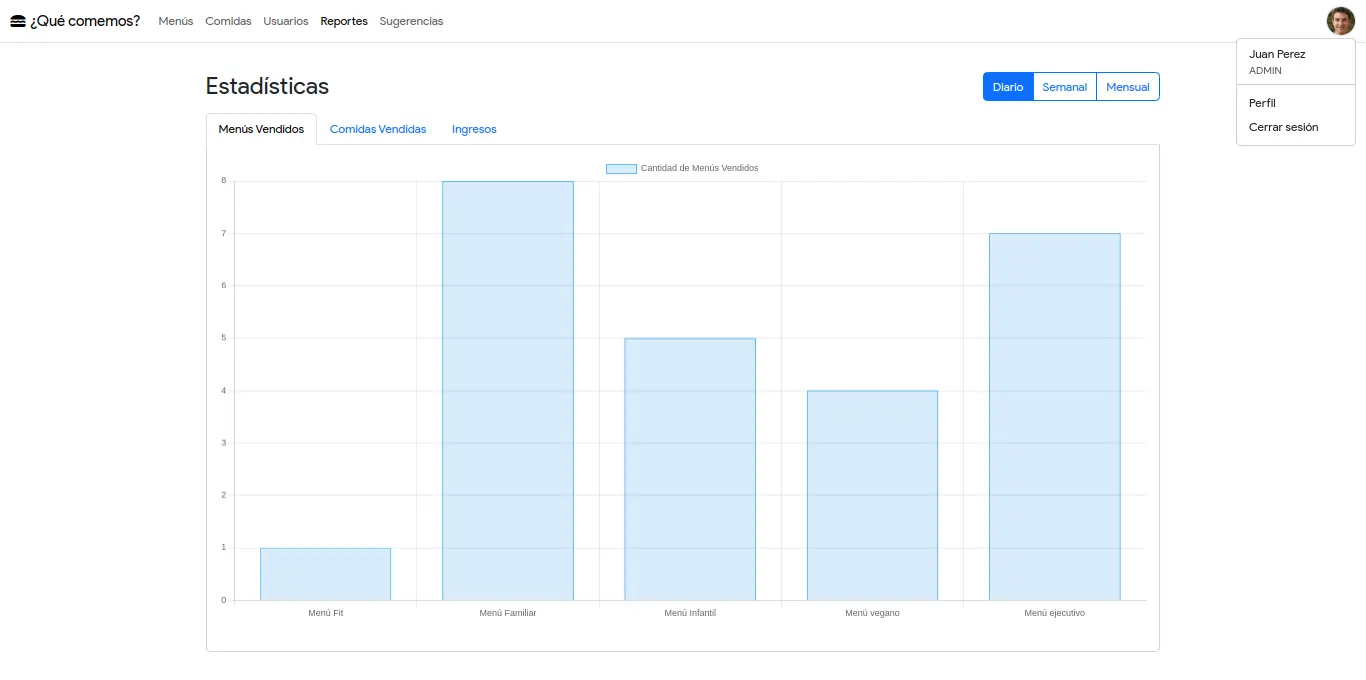 ¿Qué comemos? Menús Comidas Usuarios Reportes Sugerencias
Juan Perez
ADMIN
Perfil
Cerrar sesión
Estadísticas
Diario Semanal Mensual
Menús Vendidos Comidas Vendidas Ingresos
Cantidad de Menús Vendidos
8
7
6
5
4
3
2
1
0
Menú Fit Menú Familiar Menú Infantil Menú vegano Menú ejecutivo